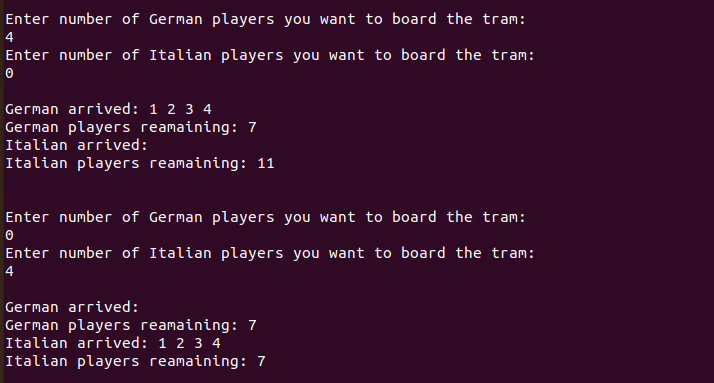 Enter number of German players you want to board the tram:
4
Enter number of Italian players you want to board the tram:
0
German arrived: 1 2 3 4
German players reamaining: 7
Italian arrived:
Italian players reamaining: 11
Enter number of German players you want to board the tram:
0
Enter number of Italian players you want to board the tram:
4
German arrived:
German players reamaining: 7
Italian arrived: 1 2 3 4
Italian players reamaining: 7